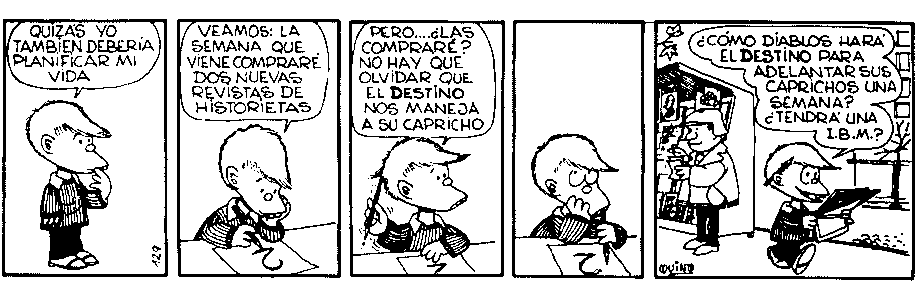 QUIZÁS YO
TAMBIÉN DEBERÍA
PLANIFICAR MI
VIDA
129
VEAMOS: LA
SEMANA QUE
VIENE COMPRARÉ
DOS NUEVAS
REVISTAS DE
HISTORIETAS
2
PERO....¿LAS
COMPRARÉ?
NO HAY QUE
OLVIDAR QUE
EL DESTINO
NOS MANEJA
A SU CAPRICHO
2
¿CÓMO DIABLOS HARÁ
EL DESTINO PARA
ADELANTAR SUS
CAPRICHOS UNA
SEMANA?
¿TENDRÁ UNA
I.B.M.?
QUINO